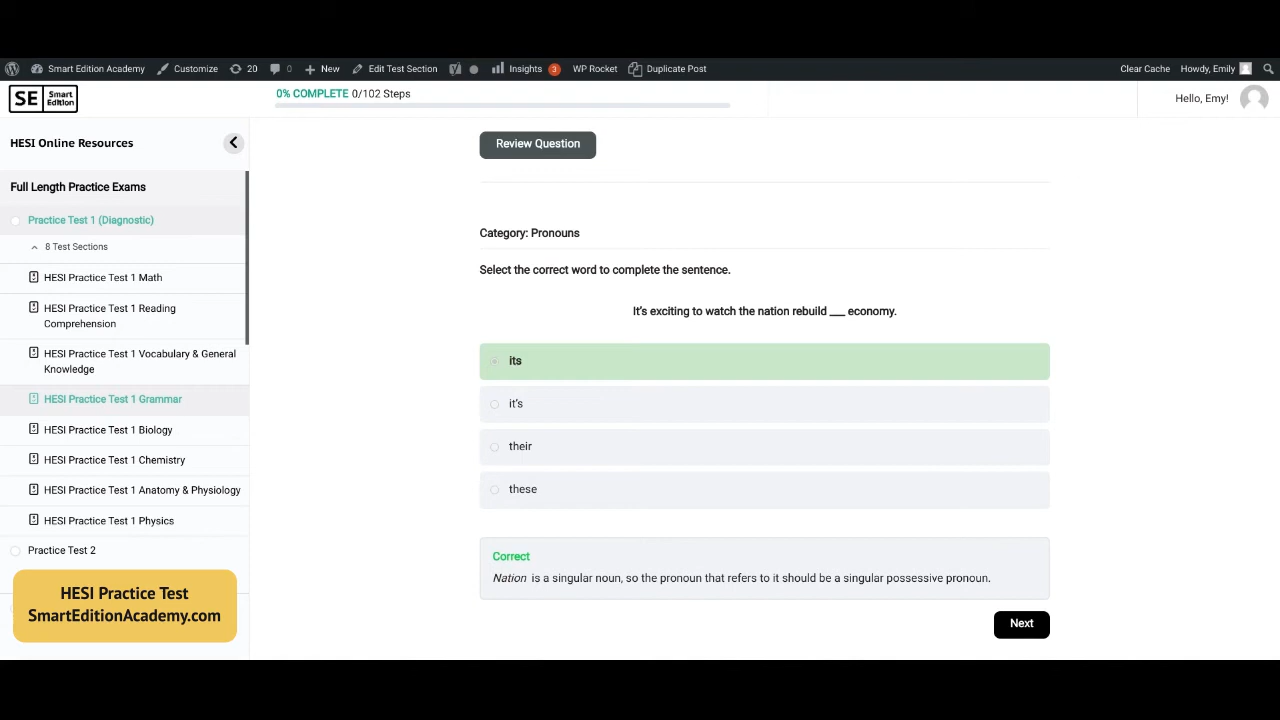 Smart Edition Academy Customize 20 0 New Edit Test Section Insights 3 WP Rocket Duplicate Post Clear Cache Howdy, Emily
SE Smart Edition
0% COMPLETE 0/102 Steps
Hello, Emy!
HESI Online Resources
Full Length Practice Exams
Practice Test 1 (Diagnostic)
8 Test Sections
HESI Practice Test 1 Math
HESI Practice Test 1 Reading
Comprehension
HESI Practice Test 1 Vocabulary & General
Knowledge
HESI Practice Test 1 Grammar
HESI Practice Test 1 Biology
HESI Practice Test 1 Chemistry
HESI Practice Test 1 Anatomy & Physiology
HESI Practice Test 1 Physics
Practice Test 2
HESI Practice Test
SmartEditionAcademy.com
Review Question
Category: Pronouns
Select the correct word to complete the sentence.
It's exciting to watch the nation rebuild ___ economy.
its
it's
their
these
Correct
Nation is a singular noun, so the pronoun that refers to it should be a singular possessive pronoun.
Next